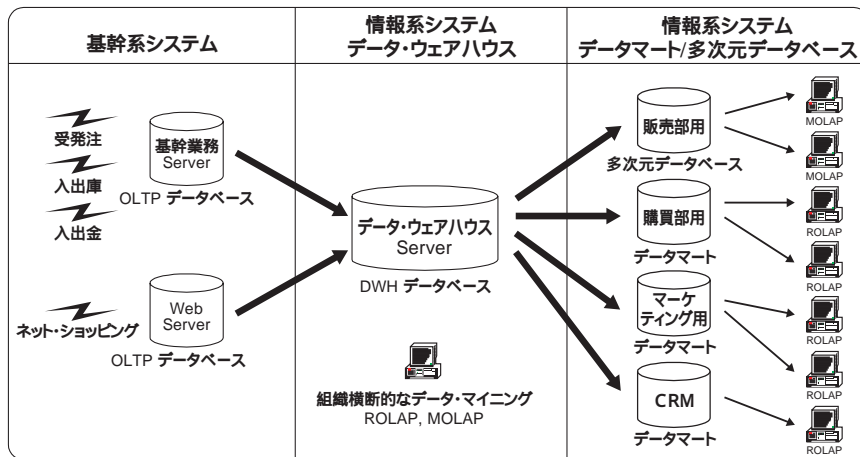 基幹系システム
受発注
入出庫
入出金
基幹業務
Server
OLTP データベース
ネット・ショッピング
Web
Server
OLTP データベース
情報系システム
データ・ウェアハウス
データ・ウェアハウス
Server
DWH データベース
組織横断的なデータ・マイニング
ROLAP, MOLAP
情報系システム
データマート/多次元データベース
販売部用
多次元データベース
MOLAP
MOLAP
購買部用
データマート
ROLAP
ROLAP
マーケ
ティング用
データマート
ROLAP
ROLAP
CRM
データマート
ROLAP